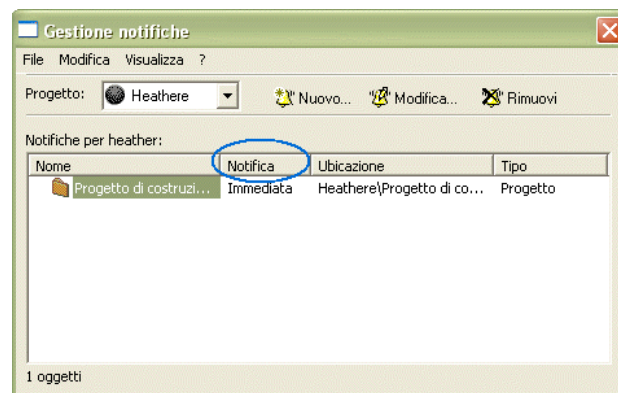 Gestione notifiche
File Modifica Visualizza ?
Progetto: Heathere Nuovo... Modifica... Rimuovi
Notifiche per heather:
Nome Notifica Ubicazione Tipo
Progetto di costruzi... Immediata Heathere\Progetto di co... Progetto
1 oggetti